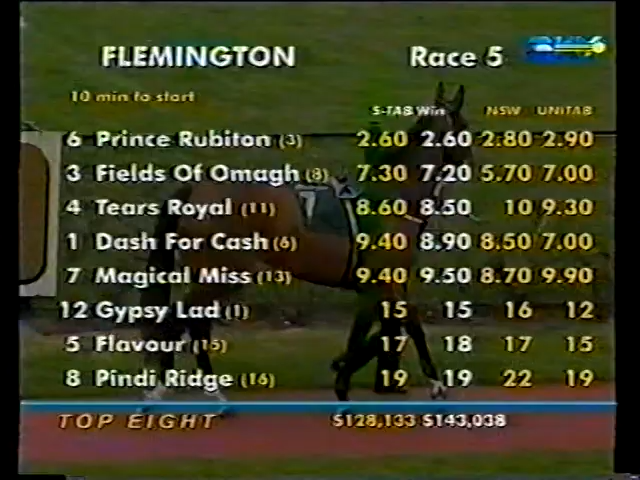 FLEMINGTON Race 5
10 min to start
S-TAB Win NSW UNITAB
6 Prince Rubiton (3) 2.60 2.60 2.80 2.90
3 Fields Of Omagh (8) 7.30 7.20 5.70 7.00
4 Tears Royal (11) 8.60 8.50 10 9.30
1 Dash For Cash (6) 9.40 8.90 8.50 7.00
7 Magical Miss (13) 9.40 9.50 8.70 9.90
12 Gypsy Lad (1) 15 15 16 12
5 Flavour (15) 17 18 17 15
8 Pindi Ridge (16) 19 19 22 19
TOP EIGHT $128,133 $143,038
7